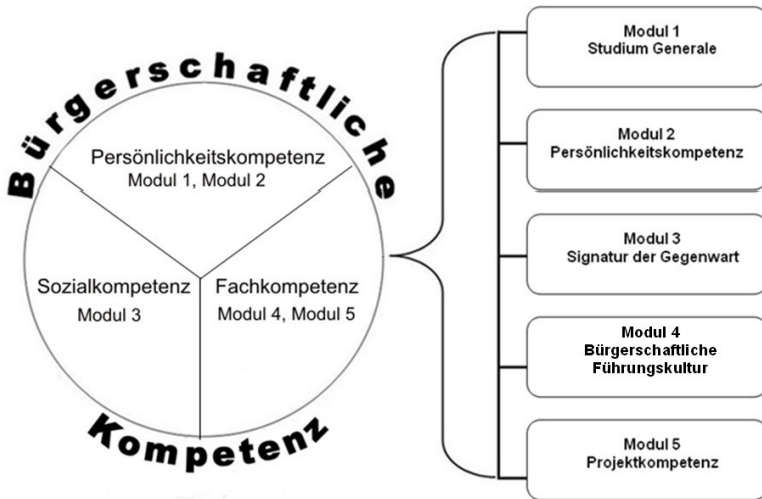 Bürgerschaftliche
Persönlichkeitskompetenz
Modul 1, Modul 2
Sozialkompetenz
Modul 3
Fachkompetenz
Modul 4, Modul 5
Kompetenz
Modul 1
Studium Generale
Modul 2
Persönlichkeitskompetenz
Modul 3
Signatur der Gegenwart
Modul 4
Bürgerschaftliche
Führungskultur
Modul 5
Projektkompetenz